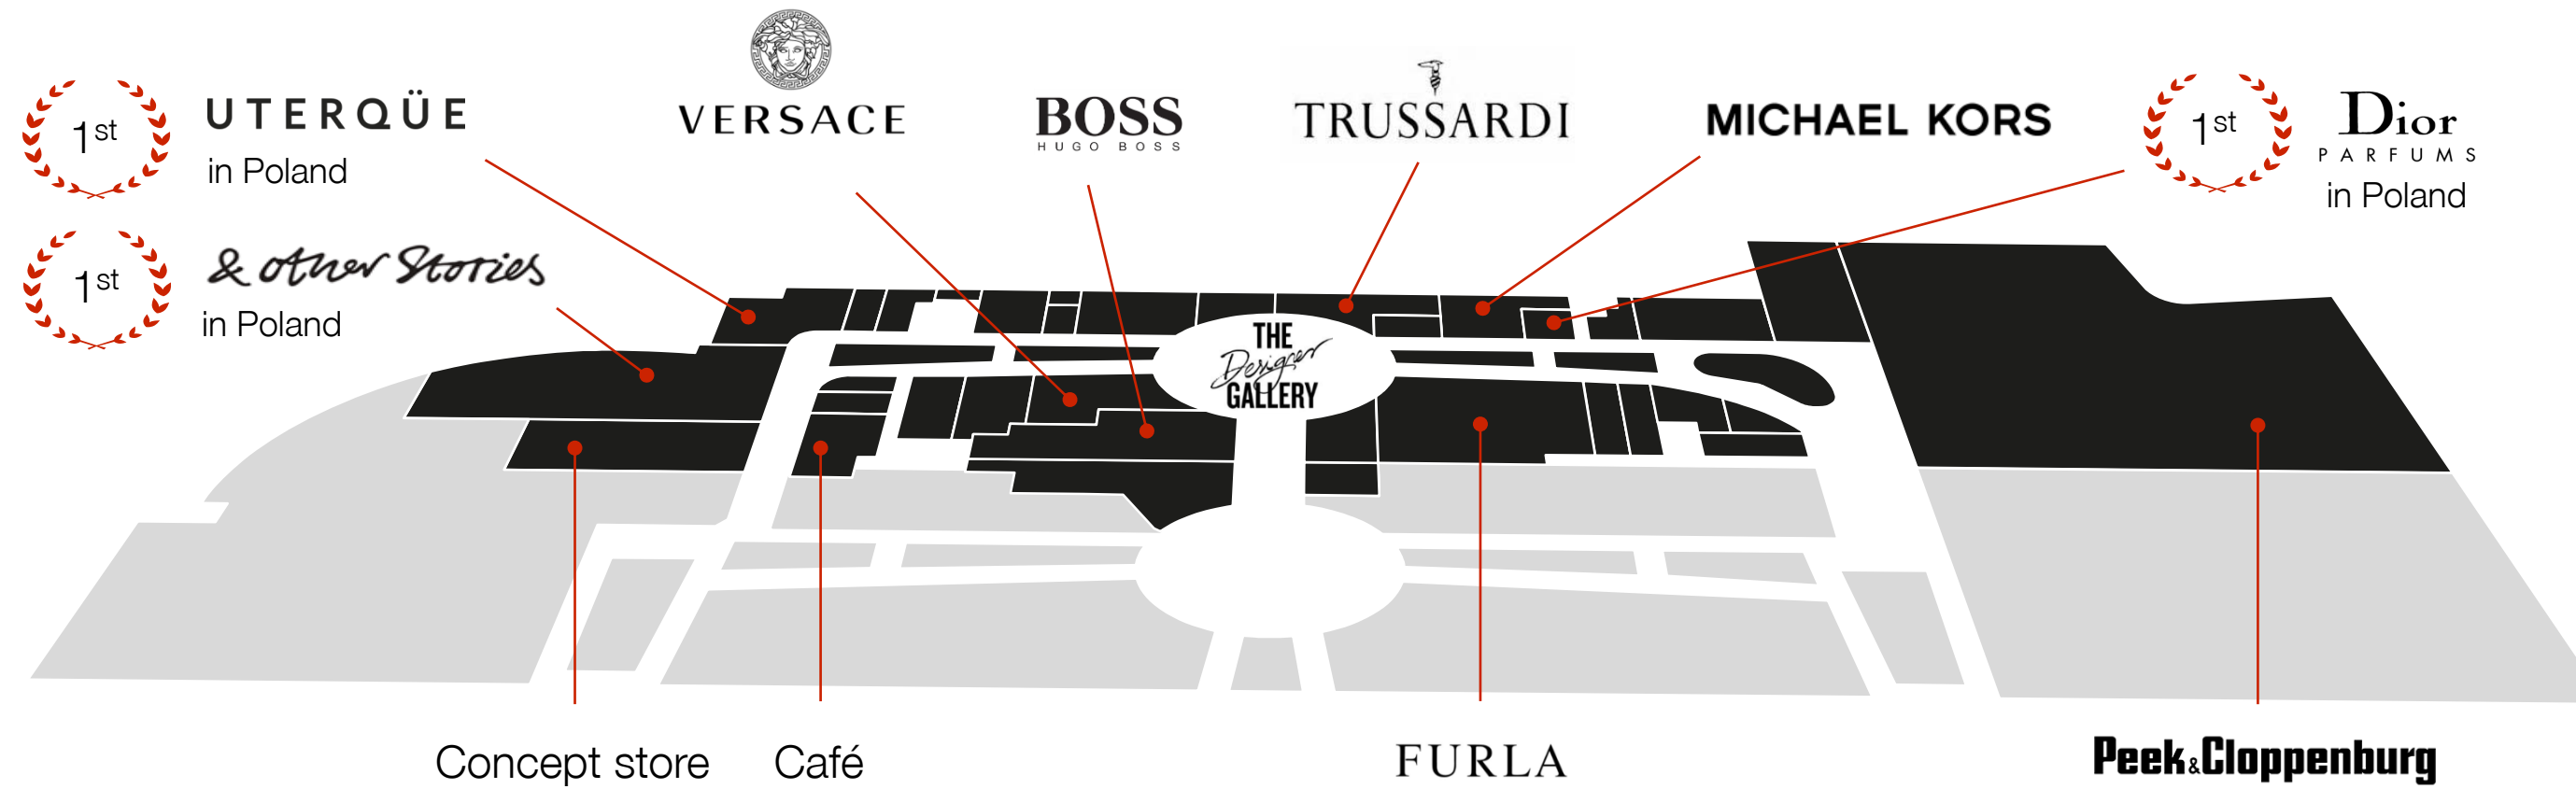 1st
UTERQÜE
in Poland
1st
& other Stories
in Poland
VERSACE
BOSS
HUGO BOSS
TRUSSARDI
MICHAEL KORS
1st
Dior
PARFUMS
in Poland
THE
Designer
GALLERY
Concept store
Café
FURLA
Peek&Cloppenburg